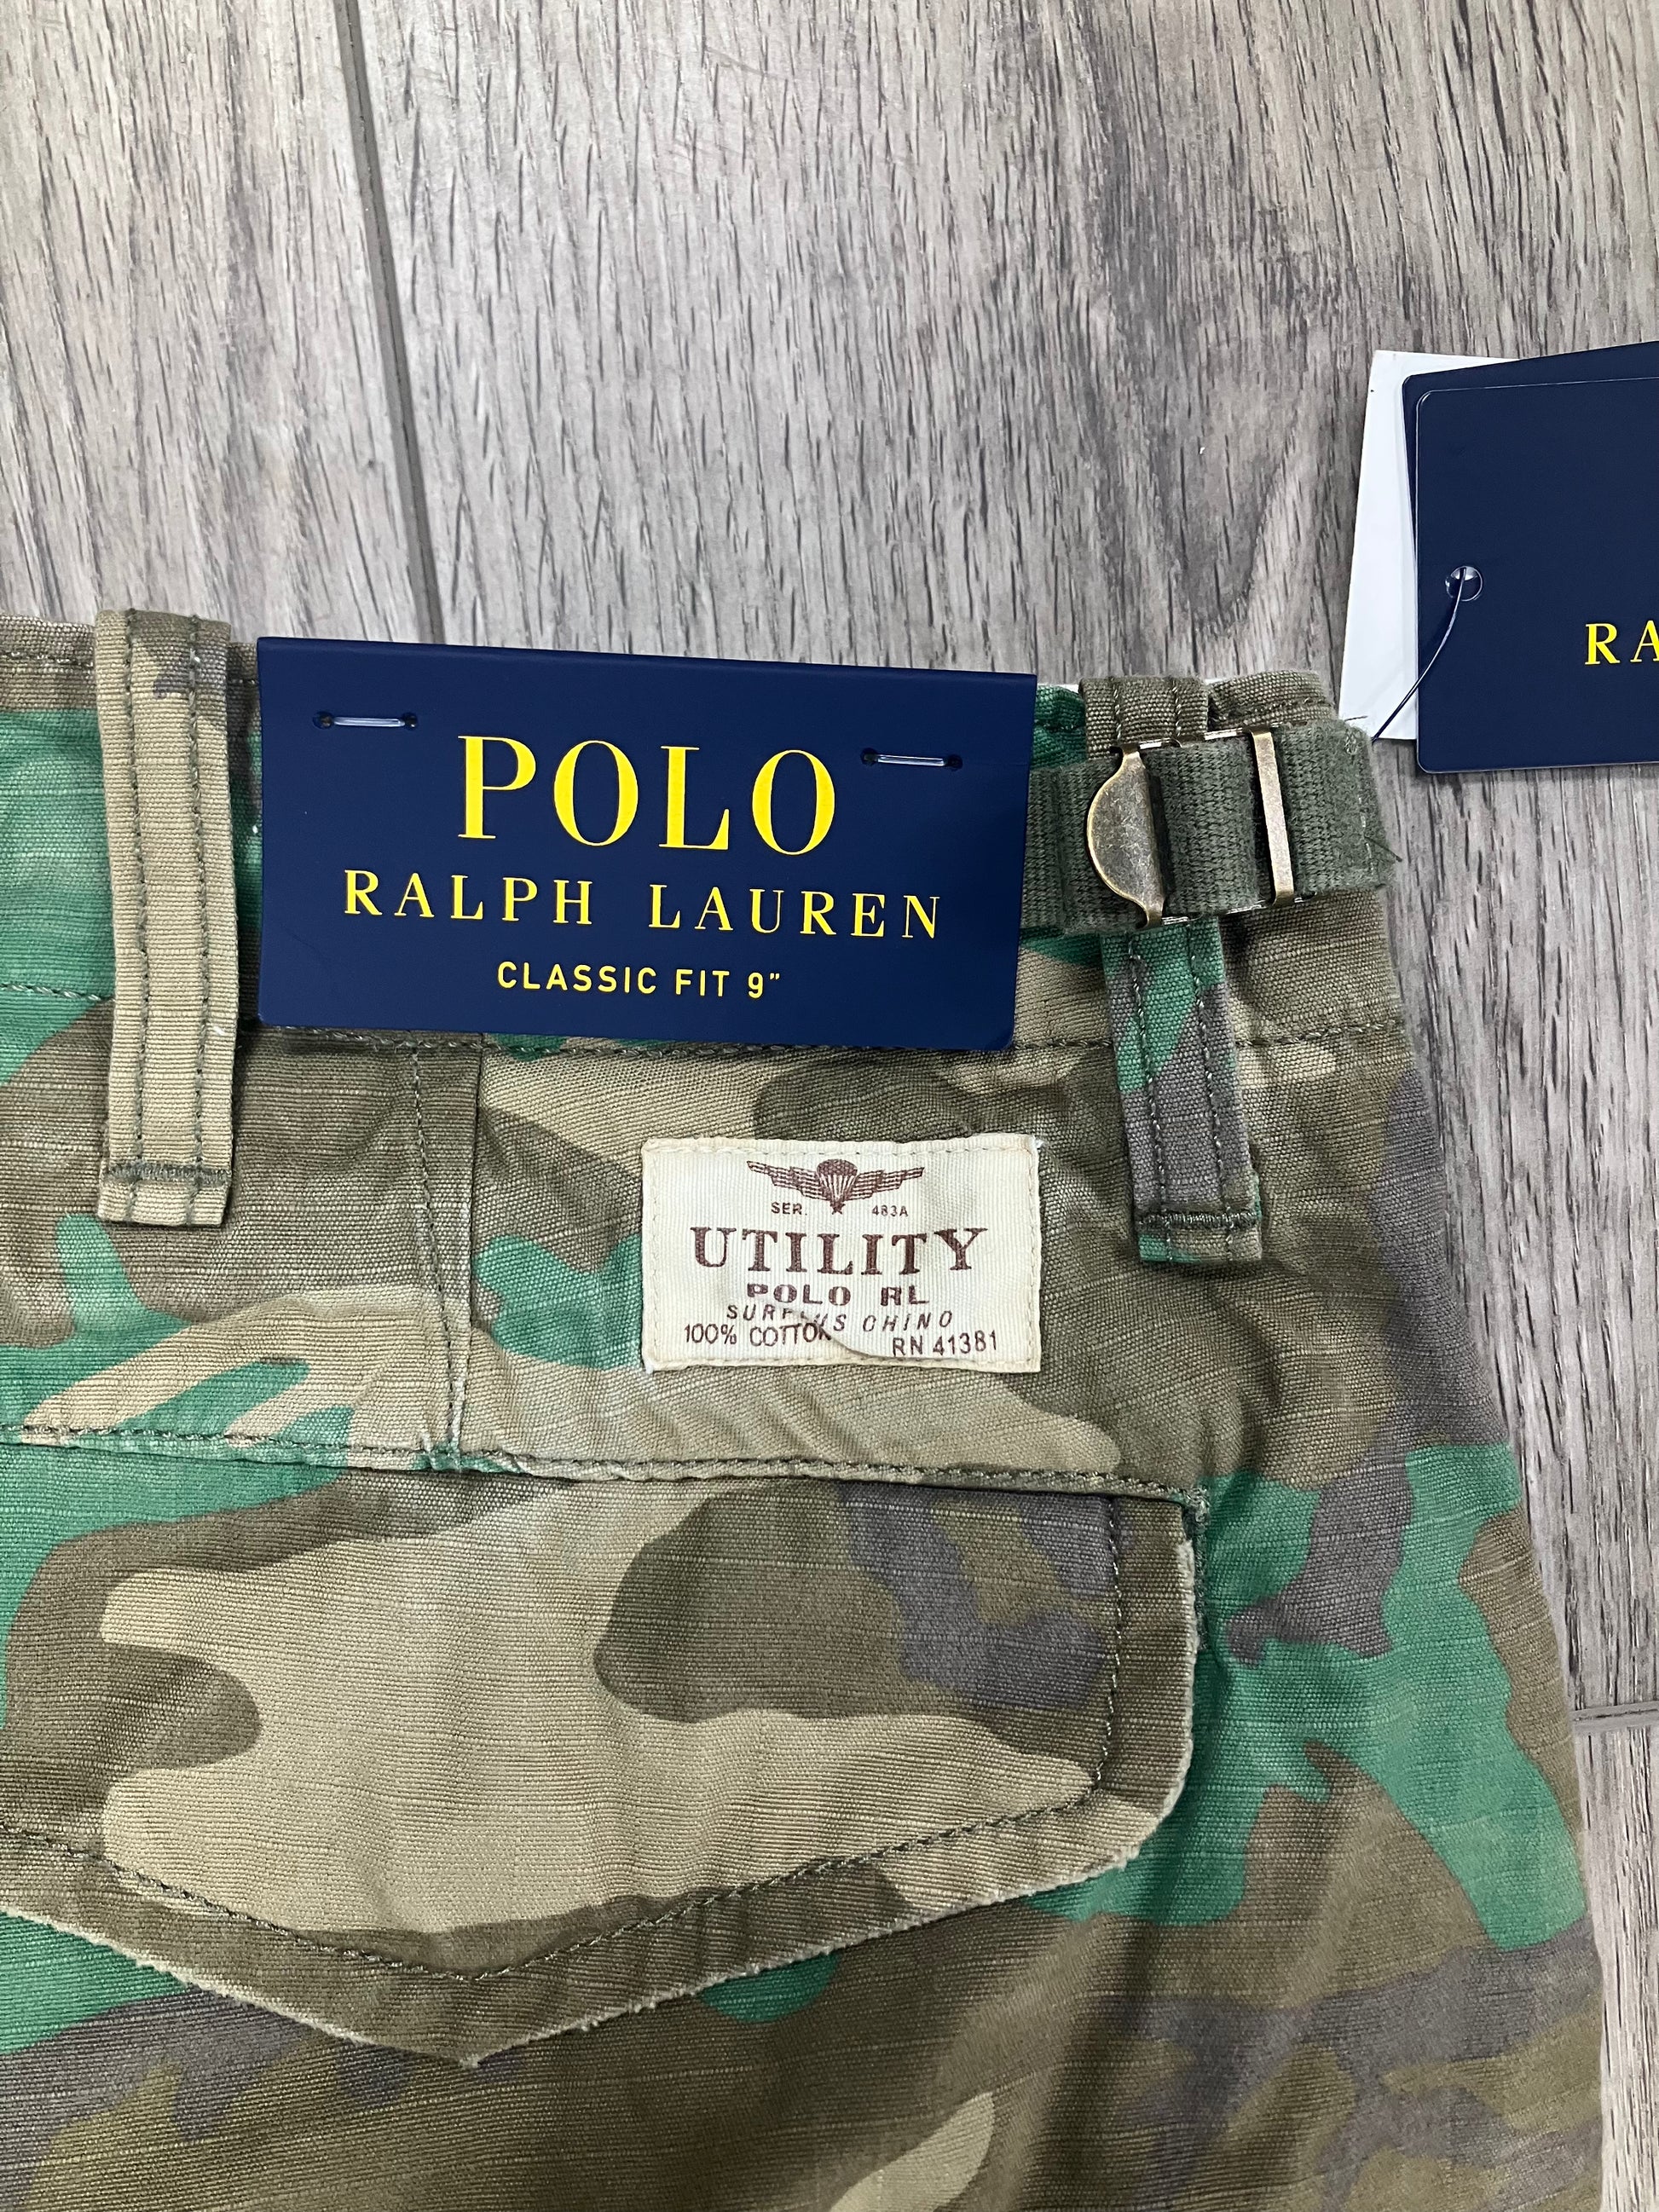 POLO
RALPH LAUREN
CLASSIC FIT 9"
RA
SER. 483A
UTILITY
POLO RL
SURPLUS CHINO
100% COTTON RN 41381